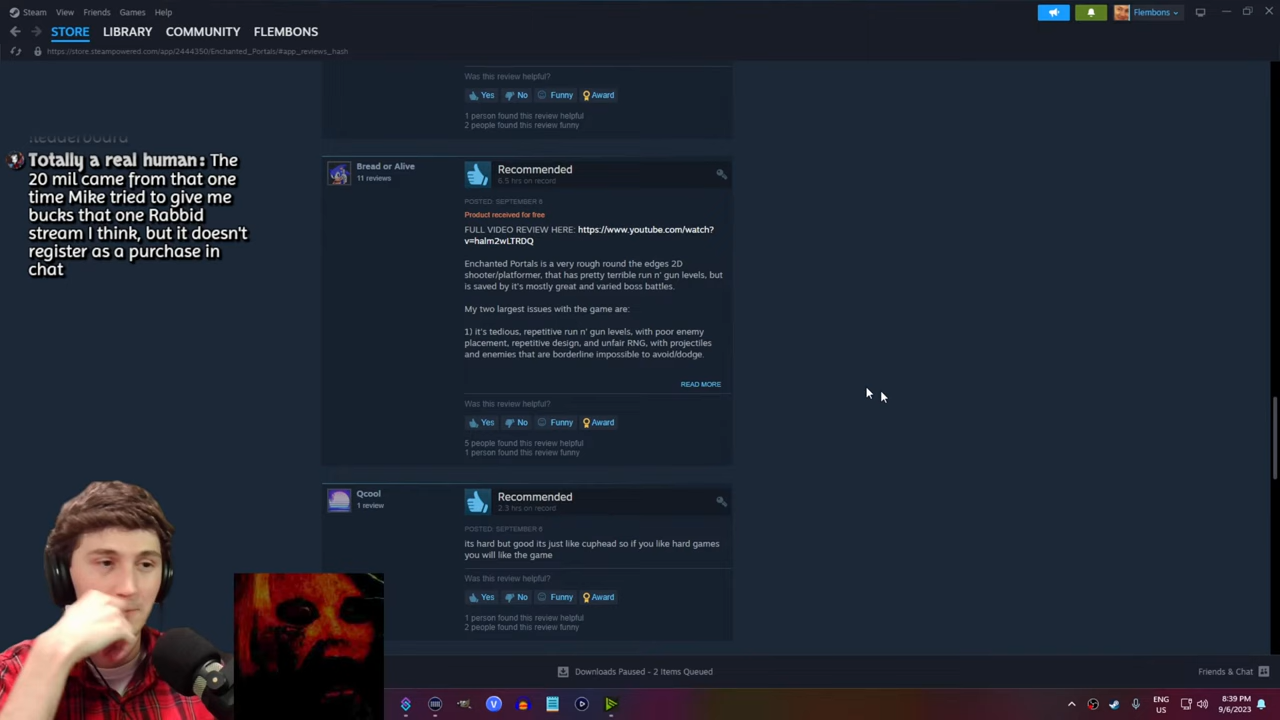 Steam View Friends Games Help
Flembons
STORE LIBRARY COMMUNITY FLEMBONS
https://store.steampowered.com/app/2444350/Enchanted_Portals/#app_reviews_hash
Was this review helpful?
Yes No Funny Award
1 person found this review helpful
2 people found this review funny
!leaderboard
Totally a real human: The
20 mil came from that one
time Mike tried to give me
bucks that one Rabbid
stream I think, but it doesn't
register as a purchase in
chat
Bread or Alive
11 reviews
Recommended
6.5 hrs on record
POSTED: SEPTEMBER 6
Product received for free
FULL VIDEO REVIEW HERE: https://www.youtube.com/watch?
v=halm2wLTRDQ
Enchanted Portals is a very rough round the edges 2D
shooter/platformer, that has pretty terrible run n' gun levels, but
is saved by it's mostly great and varied boss battles.
My two largest issues with the game are:
1) it's tedious, repetitive run n' gun levels, with poor enemy
placement, repetitive design, and unfair RNG, with projectiles
and enemies that are borderline impossible to avoid/dodge.
READ MORE
Was this review helpful?
Yes No Funny Award
5 people found this review helpful
1 person found this review funny
Qcool
1 review
Recommended
2.3 hrs on record
POSTED: SEPTEMBER 6
its hard but good its just like cuphead so if you like hard games
you will like the game
Was this review helpful?
Yes No Funny Award
1 person found this review helpful
2 people found this review funny
Downloads Paused - 2 Items Queued
Friends & Chat
ENG
US
8:39 PM
9/6/2023